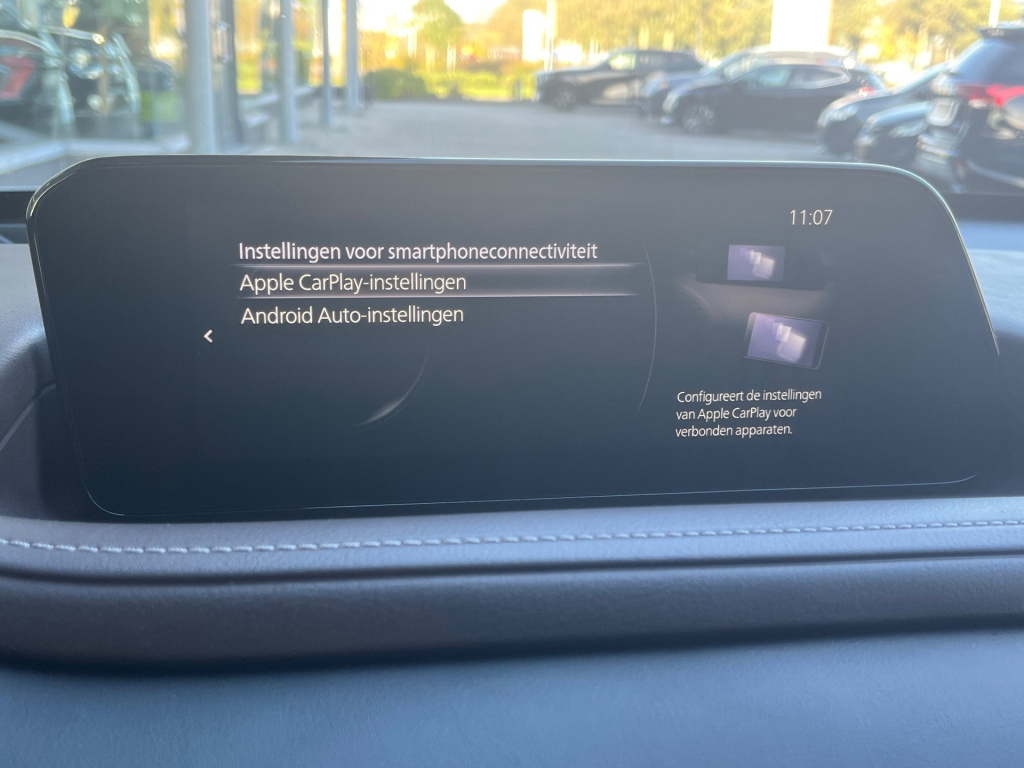 11:07
Instellingen voor smartphoneconnectiviteit
Apple CarPlay-instellingen
Android Auto-instellingen
Configureert de instellingen
van Apple CarPlay voor
verbonden apparaten.